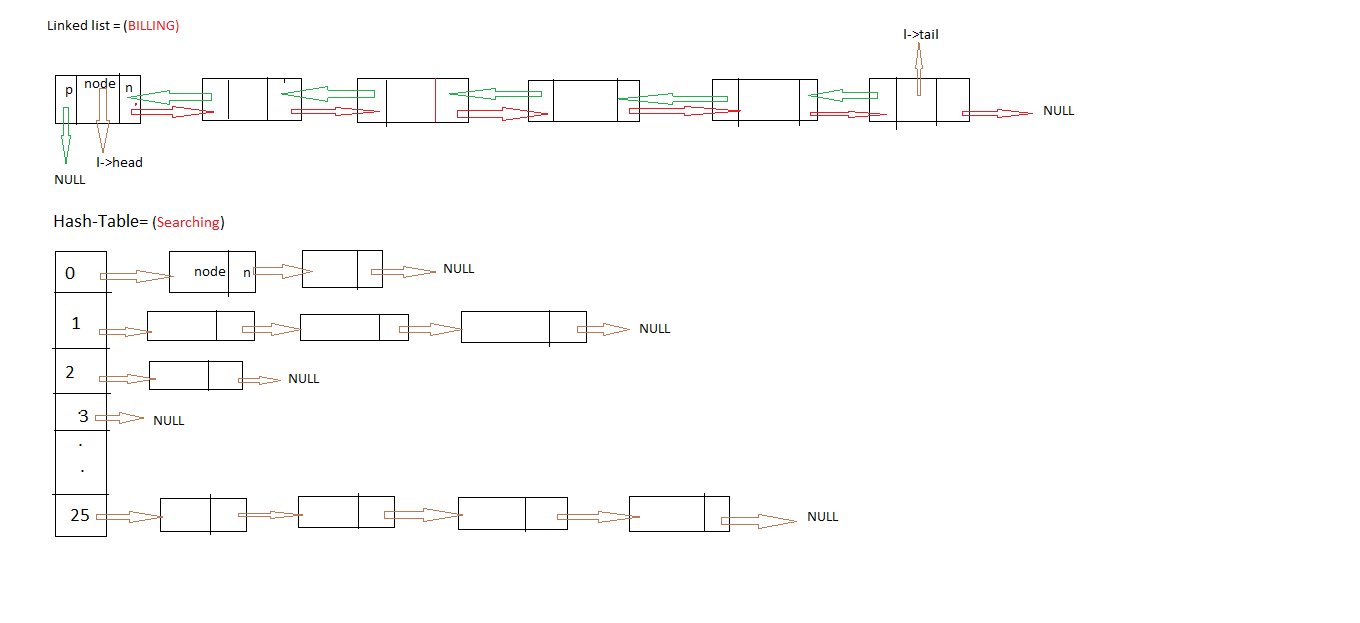 Linked list = (BILLING)
l->tail
p node n
NULL
l->head
NULL
Hash-Table= (Searching)
0 node n NULL
1 NULL
2 NULL
3 NULL
.
.
25 NULL